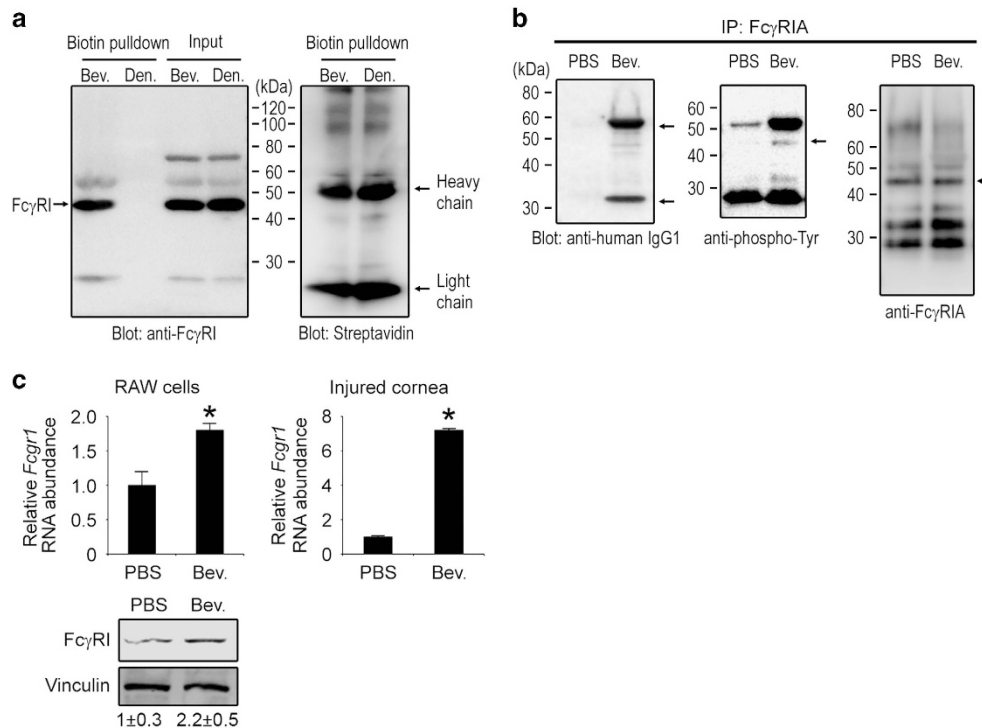 a
Biotin pulldown Input
Bev. Den. Bev. Den.
(kDa)
120
100
80
60
50
40
30
FcγRI
Blot: anti-FcγRI
Biotin pulldown
Bev. Den.
Heavy
chain
Light
chain
Blot: Streptavidin
b
IP: FcγRIA
(kDa)
PBS Bev.
80
60
50
40
30
Blot: anti-human IgG1
PBS Bev.
60
50
40
30
anti-phospho-Tyr
PBS Bev.
80
60
50
40
30
anti-FcγRIA
c
RAW cells
Relative Fcgr1
RNA abundance
2.0
1.5
1.0
0.5
0
*
PBS Bev.
PBS Bev.
FcγRI
Vinculin
1±0.3 2.2±0.5
Injured cornea
Relative Fcgr1
RNA abundance
8
6
4
2
0
*
PBS Bev.